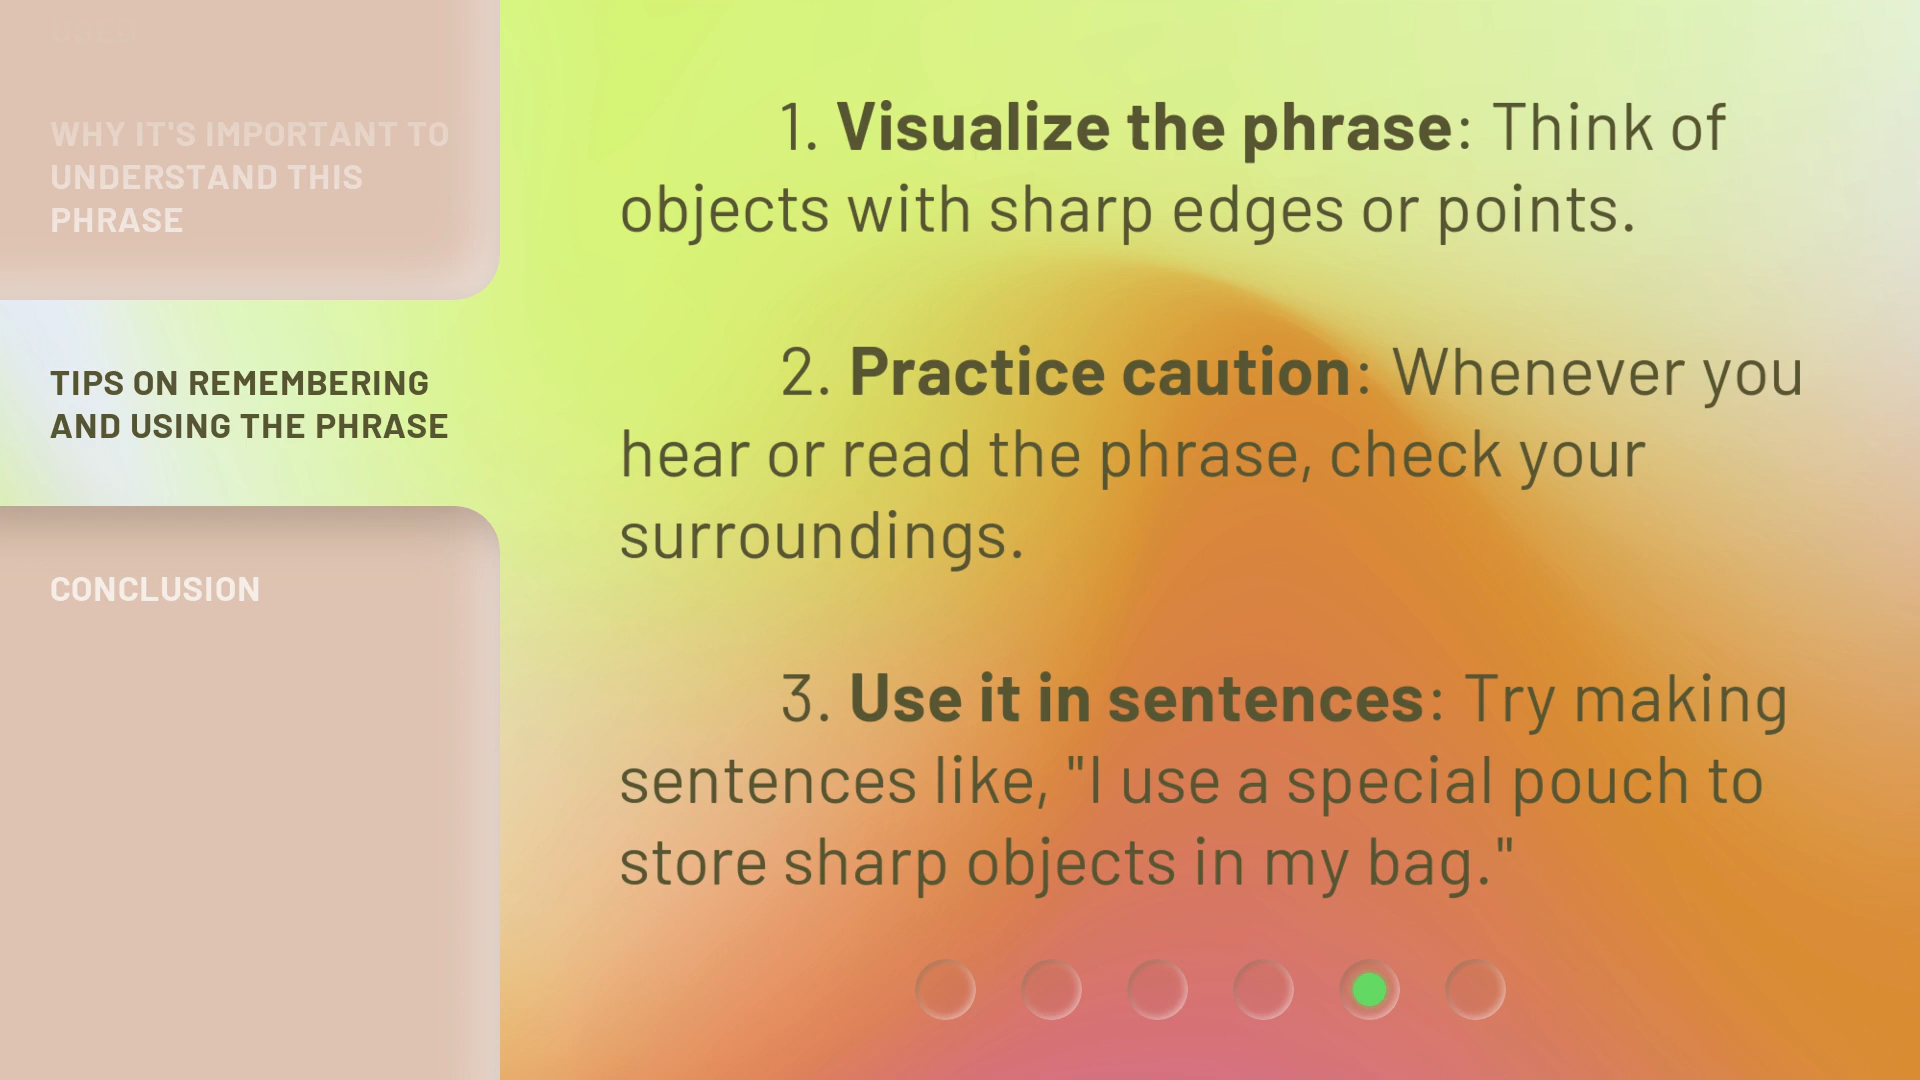 WHY IT'S IMPORTANT TO
UNDERSTAND THIS
PHRASE
TIPS ON REMEMBERING
AND USING THE PHRASE
CONCLUSION
1. Visualize the phrase: Think of
objects with sharp edges or points.
2. Practice caution: Whenever you
hear or read the phrase, check your
surroundings.
3. Use it in sentences: Try making
sentences like, "I use a special pouch to
store sharp objects in my bag."